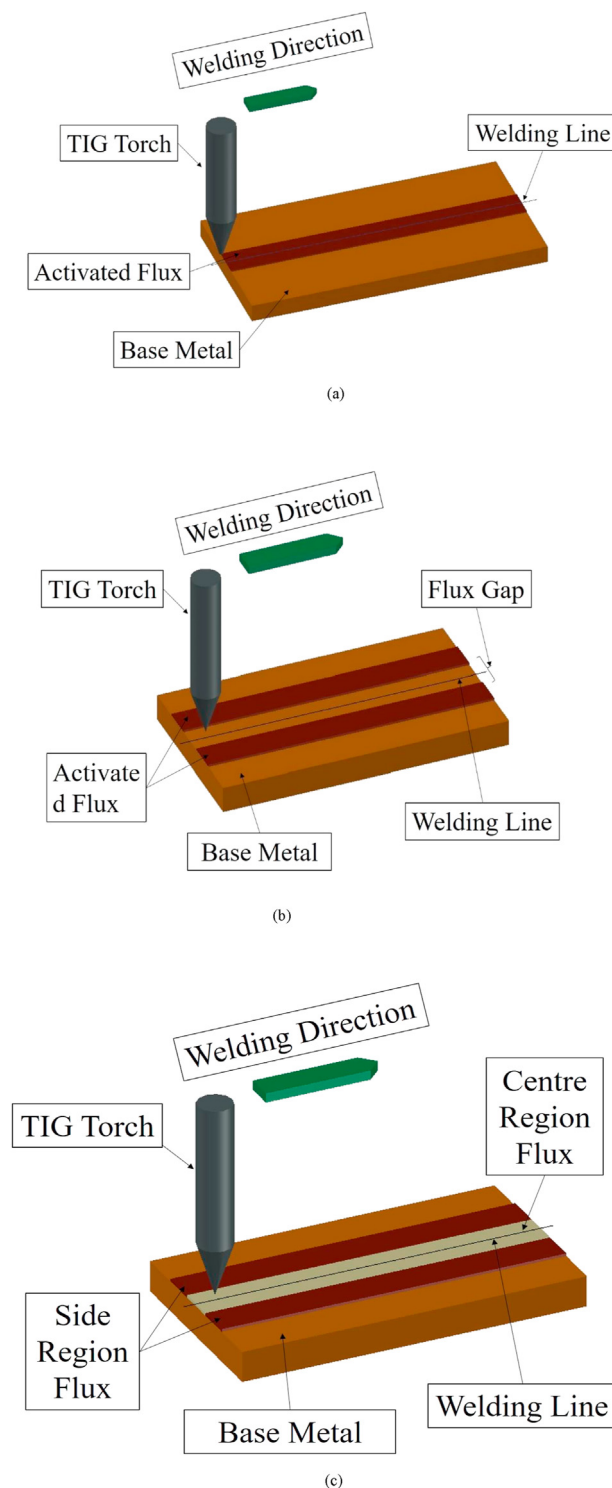 Welding Direction
TIG Torch
Welding Line
Activated Flux
Base Metal
(a)
Welding Direction
TIG Torch
Flux Gap
Activate
d Flux
Welding Line
Base Metal
(b)
Welding Direction
Centre
Region
Flux
TIG Torch
Side
Region
Flux
Welding Line
Base Metal
(c)